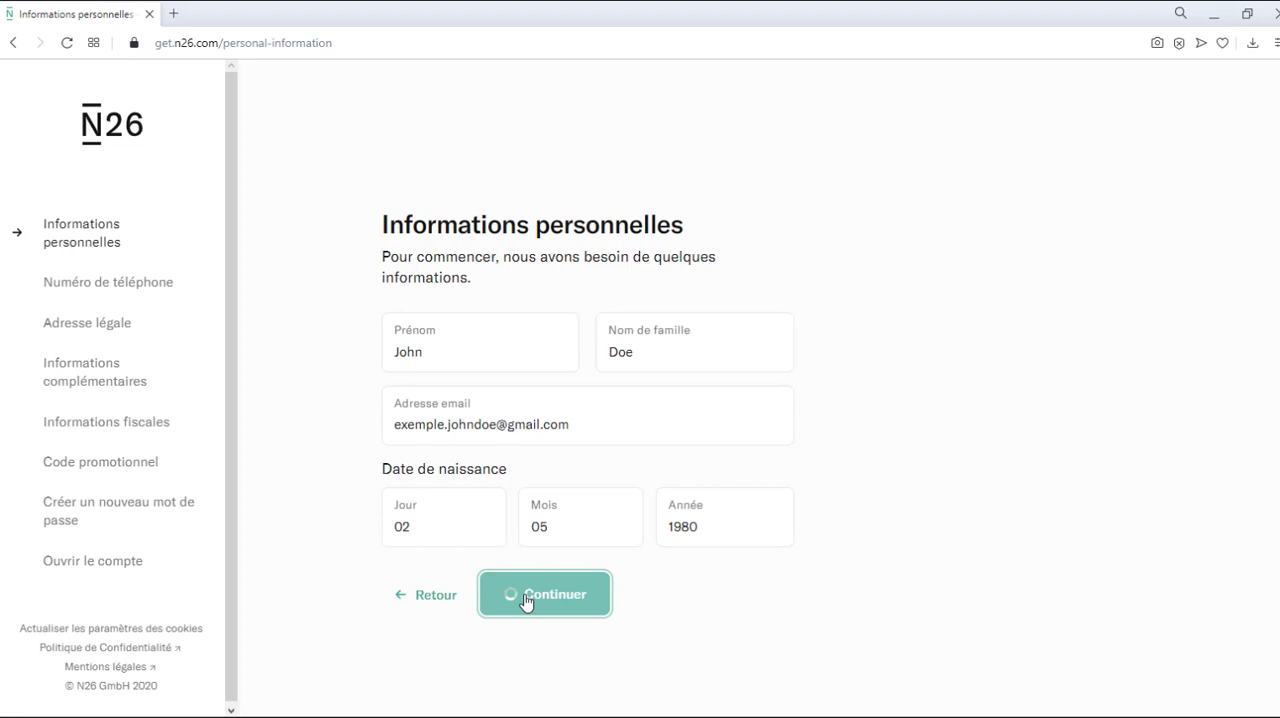 Informations personnelles
get.n26.com/personal-information
N26
Informations
personnelles
Numéro de téléphone
Adresse légale
Informations
complémentaires
Informations fiscales
Code promotionnel
Créer un nouveau mot de
passe
Ouvrir le compte
Actualiser les paramètres des cookies
Politique de Confidentialité ↗
Mentions légales ↗
© N26 GmbH 2020
Informations personnelles
Pour commencer, nous avons besoin de quelques
informations.
Prénom
John
Nom de famille
Doe
Adresse email
exemple.johndoe@gmail.com
Date de naissance
Jour
02
Mois
05
Année
1980
← Retour
Continuer